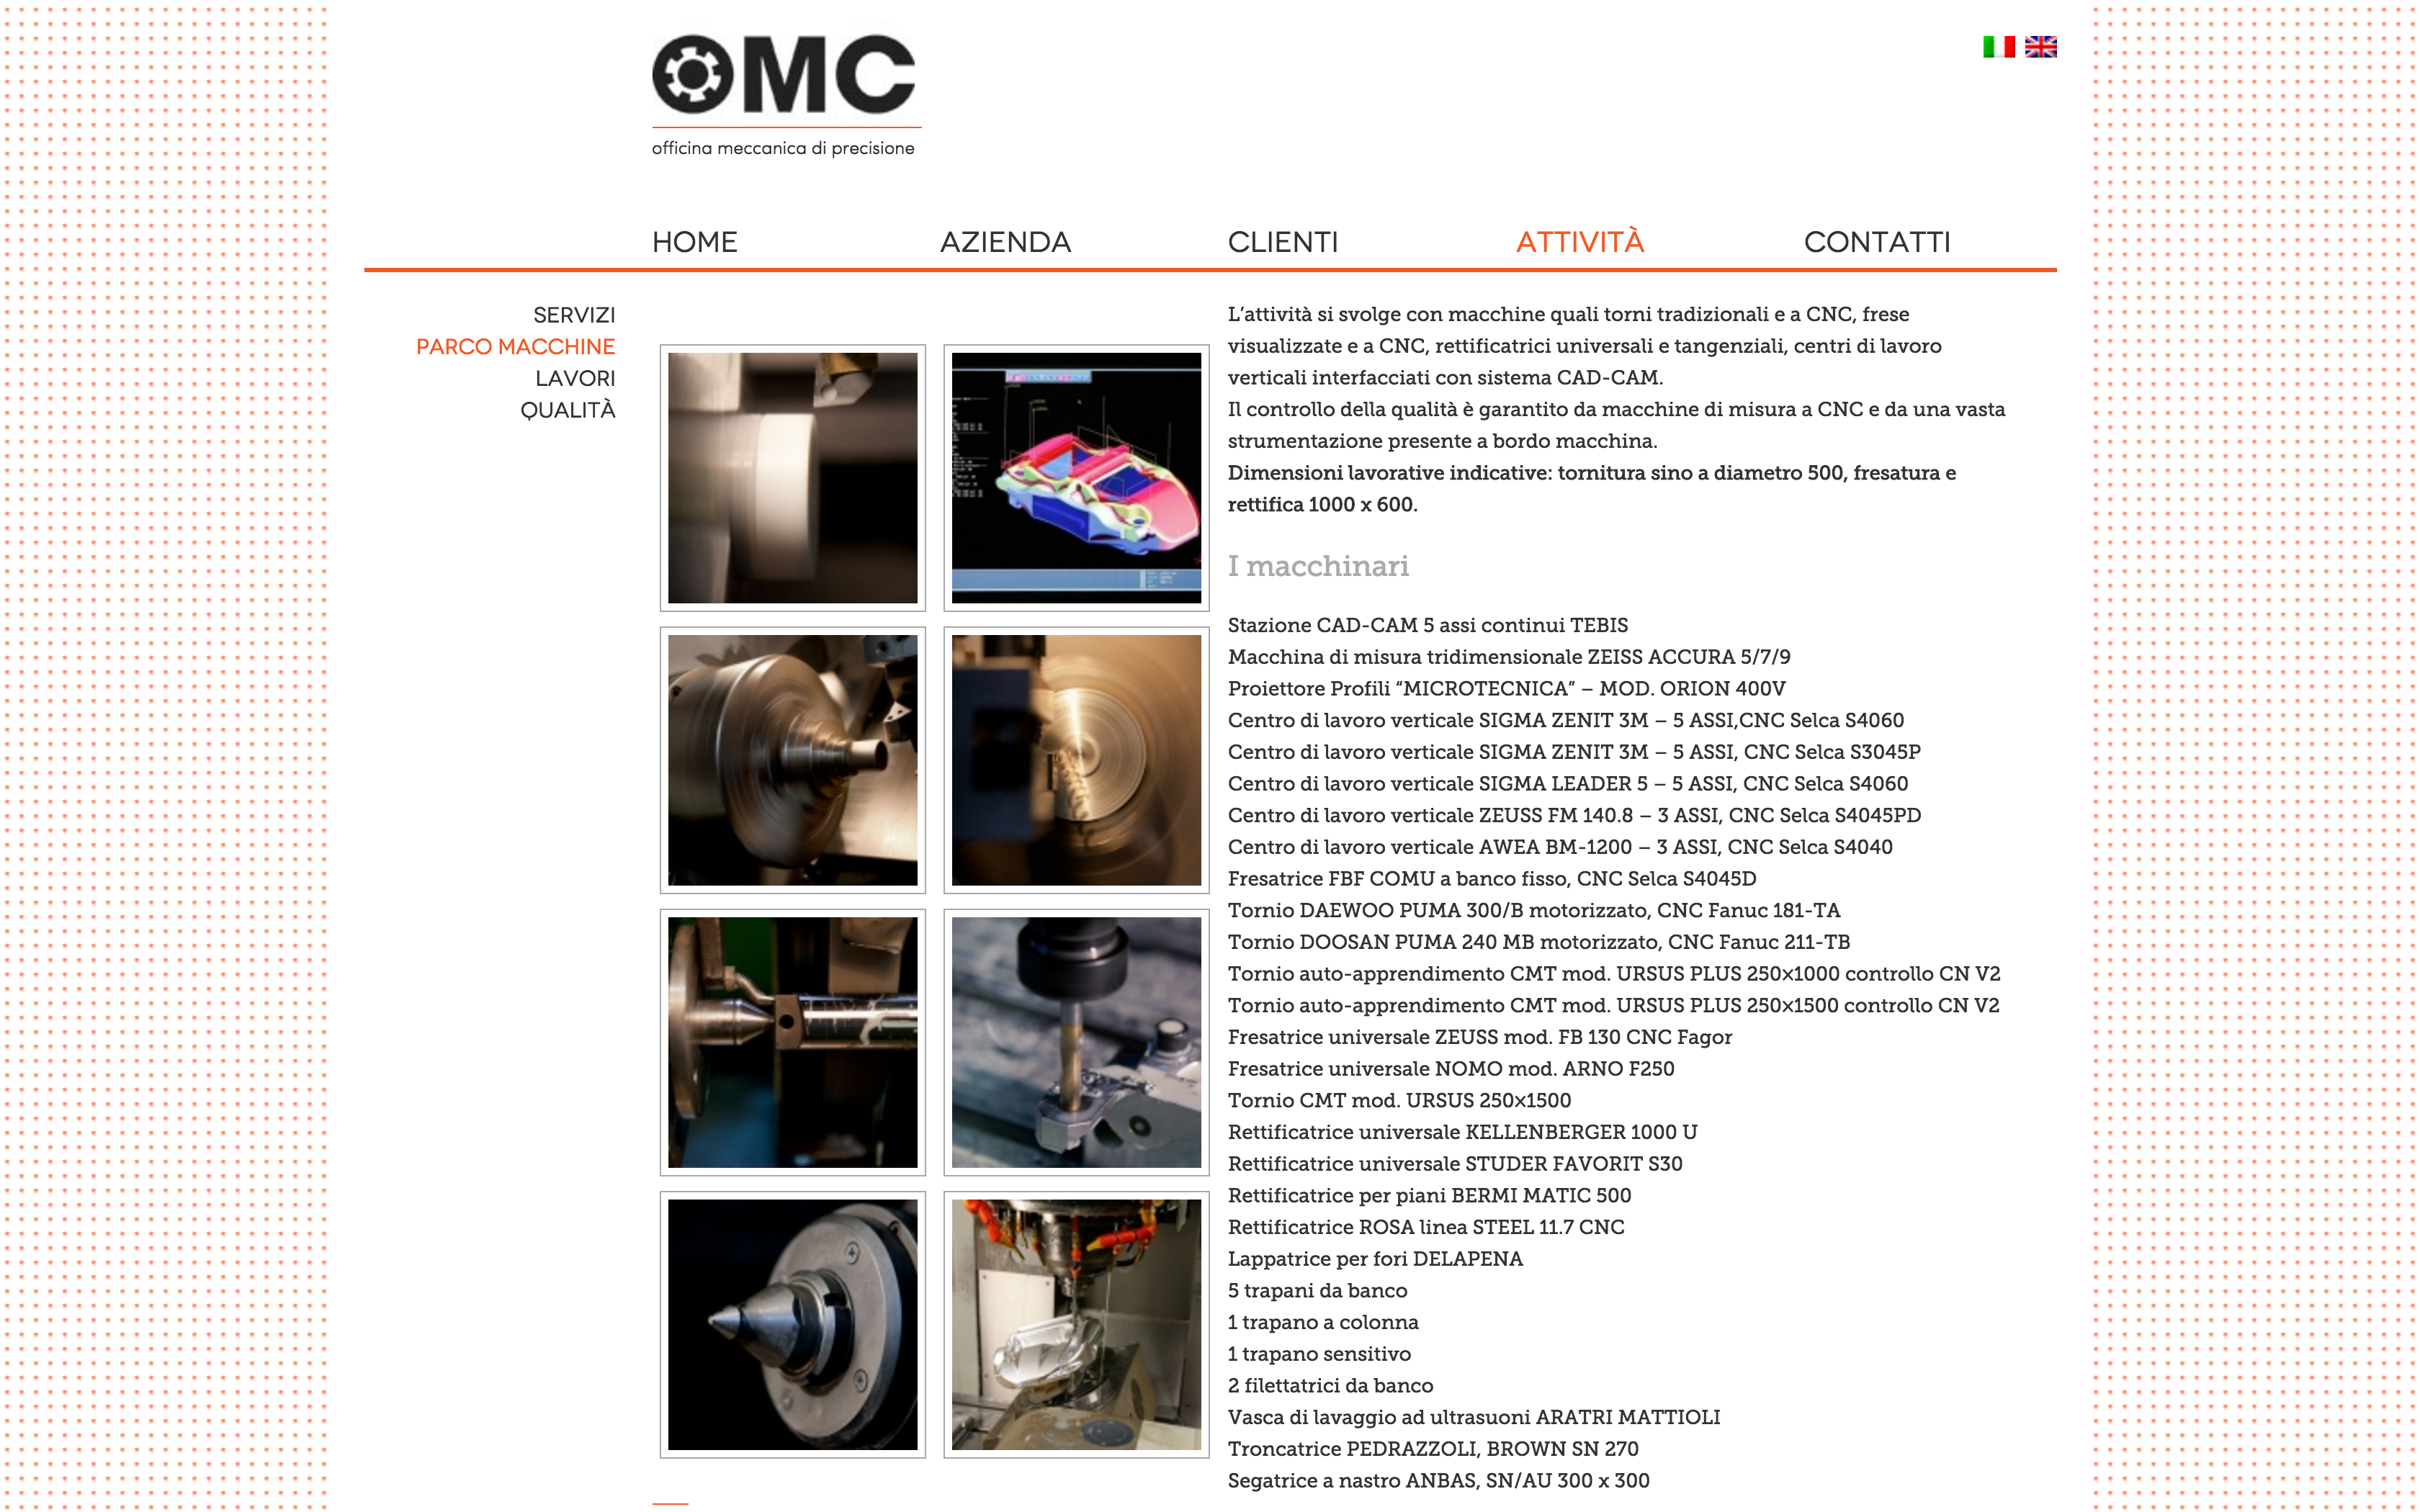 OMC
officina meccanica di precisione
HOME
AZIENDA
CLIENTI
ATTIVITÀ
CONTATTI
SERVIZI
PARCO MACCHINE
LAVORI
QUALITÀ
L’attività si svolge con macchine quali torni tradizionali e a CNC, frese
visualizzate e a CNC, rettificatrici universali e tangenziali, centri di lavoro
verticali interfacciati con sistema CAD-CAM.
Il controllo della qualità è garantito da macchine di misura a CNC e da una vasta
strumentazione presente a bordo macchina.
Dimensioni lavorative indicative: tornitura sino a diametro 500, fresatura e
rettifica 1000 x 600.
I macchinari
Stazione CAD-CAM 5 assi continui TEBIS
Macchina di misura tridimensionale ZEISS ACCURA 5/7/9
Proiettore Profili “MICROTECNICA” – MOD. ORION 400V
Centro di lavoro verticale SIGMA ZENIT 3M – 5 ASSI,CNC Selca S4060
Centro di lavoro verticale SIGMA ZENIT 3M – 5 ASSI, CNC Selca S3045P
Centro di lavoro verticale SIGMA LEADER 5 – 5 ASSI, CNC Selca S4060
Centro di lavoro verticale ZEUSS FM 140.8 – 3 ASSI, CNC Selca S4045PD
Centro di lavoro verticale AWEA BM-1200 – 3 ASSI, CNC Selca S4040
Fresatrice FBF COMU a banco fisso, CNC Selca S4045D
Tornio DAEWOO PUMA 300/B motorizzato, CNC Fanuc 181-TA
Tornio DOOSAN PUMA 240 MB motorizzato, CNC Fanuc 211-TB
Tornio auto-apprendimento CMT mod. URSUS PLUS 250×1000 controllo CN V2
Tornio auto-apprendimento CMT mod. URSUS PLUS 250×1500 controllo CN V2
Fresatrice universale ZEUSS mod. FB 130 CNC Fagor
Fresatrice universale NOMO mod. ARNO F250
Tornio CMT mod. URSUS 250×1500
Rettificatrice universale KELLENBERGER 1000 U
Rettificatrice universale STUDER FAVORIT S30
Rettificatrice per piani BERMI MATIC 500
Rettificatrice ROSA linea STEEL 11.7 CNC
Lappatrice per fori DELAPENA
5 trapani da banco
1 trapano a colonna
1 trapano sensitivo
2 filettatrici da banco
Vasca di lavaggio ad ultrasuoni ARATRI MATTIOLI
Troncatrice PEDRAZZOLI, BROWN SN 270
Segatrice a nastro ANBAS, SN/AU 300 x 300